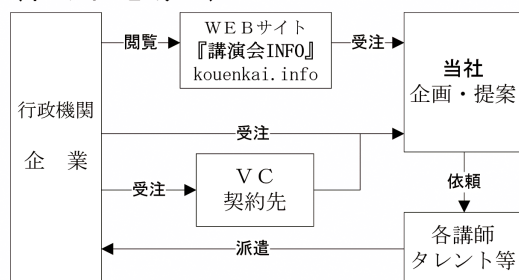 行政機関
企　業
閲覧
ＷＥＢサイト
『講演会INFO』
kouenkai.info
受注
当社
企画・提案
受注
受注
ＶＣ
契約先
依頼
各講師
タレント等
派遣